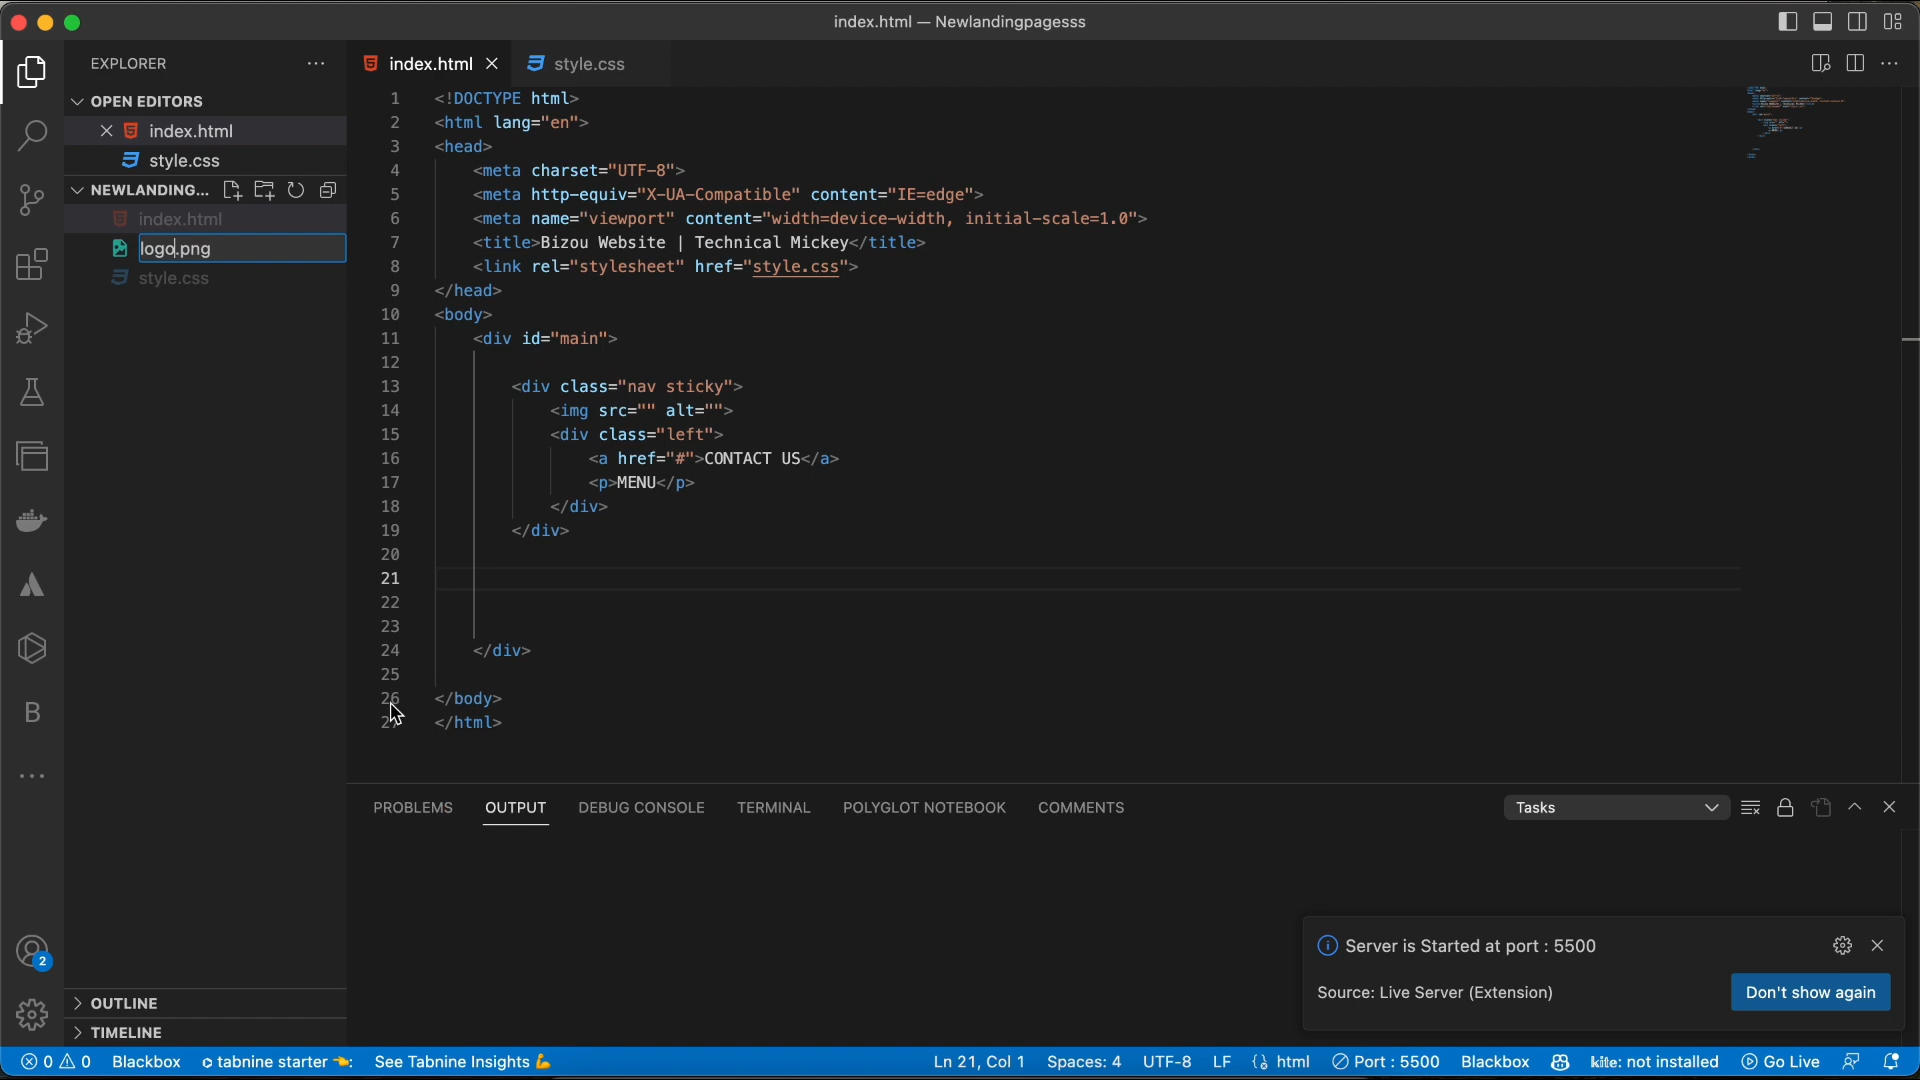 index.html — Newlandingpagesss
EXPLORER
index.html
style.css
OPEN EDITORS
index.html
style.css
NEWLANDING...
index.html
logo.png
style.css
1 <!DOCTYPE html>
2 <html lang="en">
3 <head>
4 <meta charset="UTF-8">
5 <meta http-equiv="X-UA-Compatible" content="IE=edge">
6 <meta name="viewport" content="width=device-width, initial-scale=1.0">
7 <title>Bizou Website | Technical Mickey</title>
8 <link rel="stylesheet" href="style.css">
9 </head>
10 <body>
11 <div id="main">
12
13 <div class="nav sticky">
14 <img src="" alt="">
15 <div class="left">
16 <a href="#">CONTACT US</a>
17 <p>MENU</p>
18 </div>
19 </div>
20
21
22
23
24 </div>
25
26 </body>
27 </html>
B
2
OUTLINE
TIMELINE
PROBLEMS OUTPUT DEBUG CONSOLE TERMINAL POLYGLOT NOTEBOOK COMMENTS
Tasks
Server is Started at port : 5500
Source: Live Server (Extension)
Don't show again
0 0 Blackbox tabnine starter See Tabnine Insights Ln 21, Col 1 Spaces: 4 UTF-8 LF {} html Port : 5500 Blackbox kite: not installed Go Live